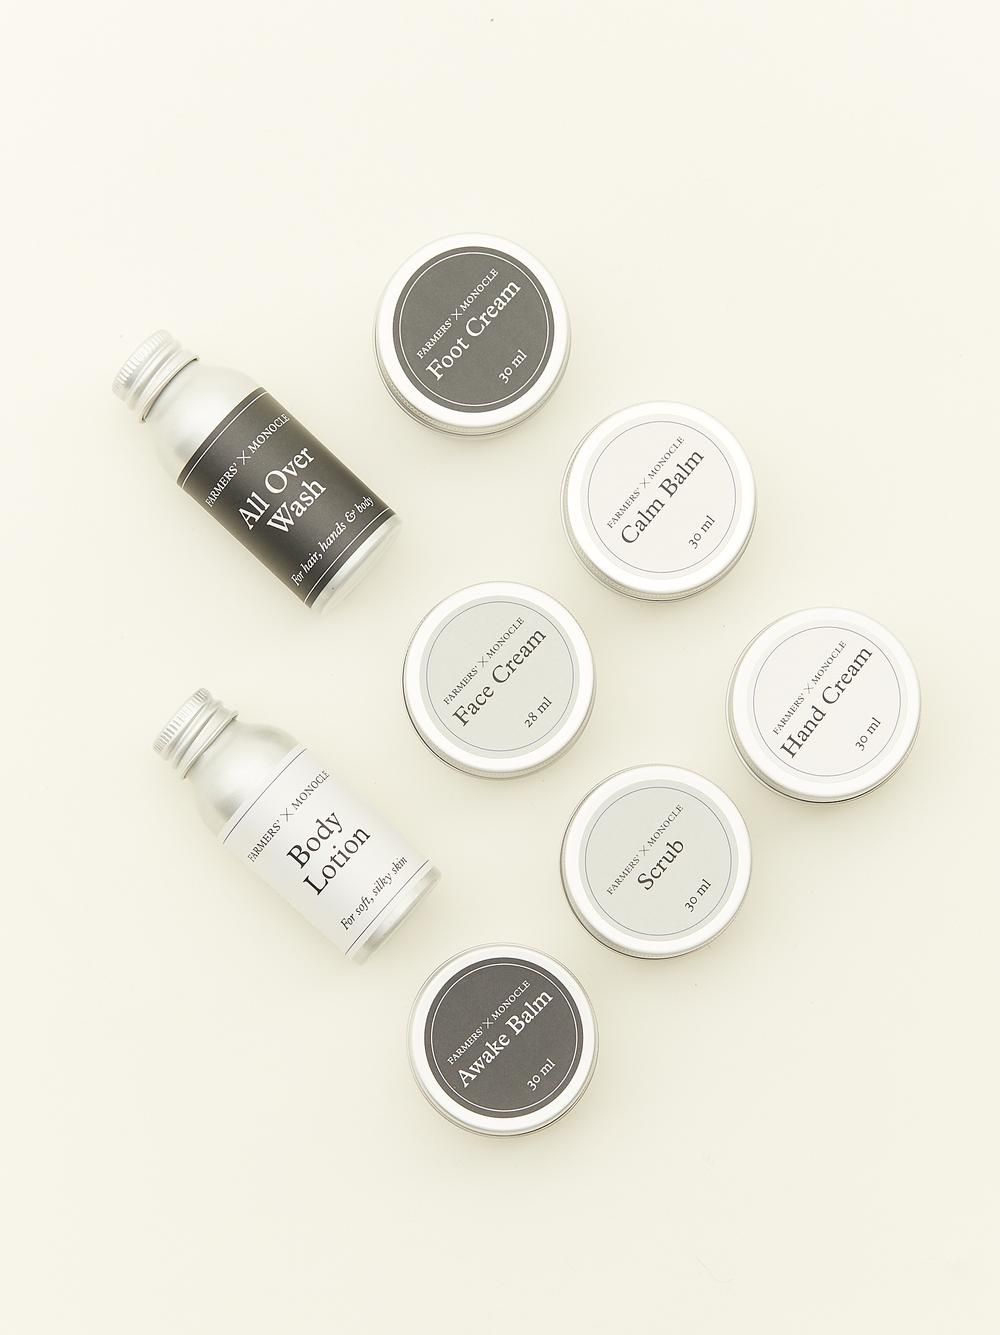 FARMERS' X MONOCLE
Foot Cream
30 ml
FARMERS' X MONOCLE
All Over
Wash
For hair, hands & body
FARMERS' X MONOCLE
Calm Balm
30 ml
FARMERS' X MONOCLE
Face Cream
28 ml
FARMERS' X MONOCLE
Hand Cream
30 ml
FARMERS' X MONOCLE
Body
Lotion
For soft, silky skin
FARMERS' X MONOCLE
Scrub
30 ml
FARMERS' X MONOCLE
Awake Balm
30 ml